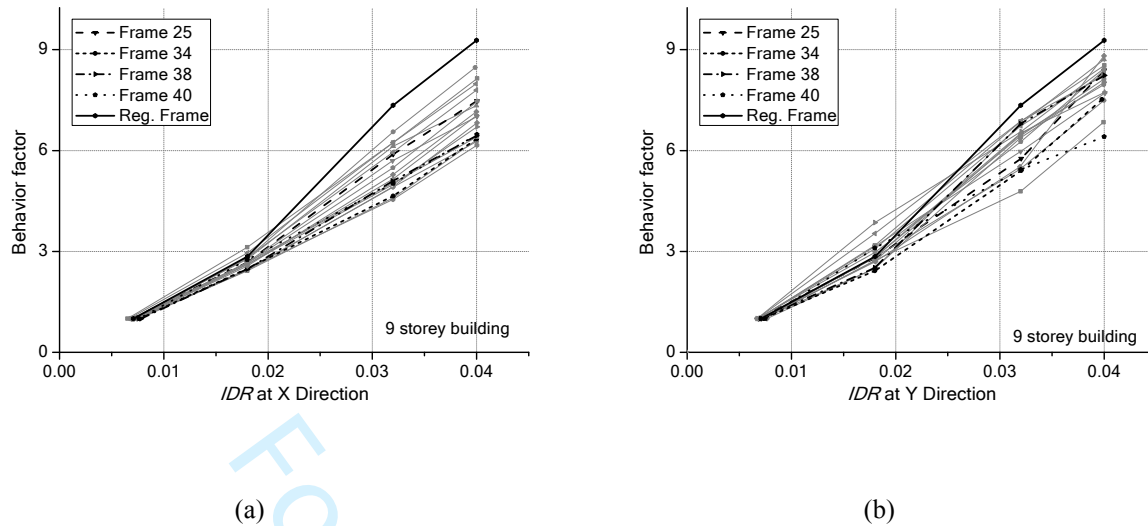 Frame 25
Frame 34
Frame 38
Frame 40
Reg. Frame
9
6
3
0
Behavior factor
9 storey building
0.00 0.01 0.02 0.03 0.04
IDR at X Direction
(a)
Frame 25
Frame 34
Frame 38
Frame 40
Reg. Frame
9
6
3
0
Behavior factor
9 storey building
0.00 0.01 0.02 0.03 0.04
IDR at Y Direction
(b)
FO